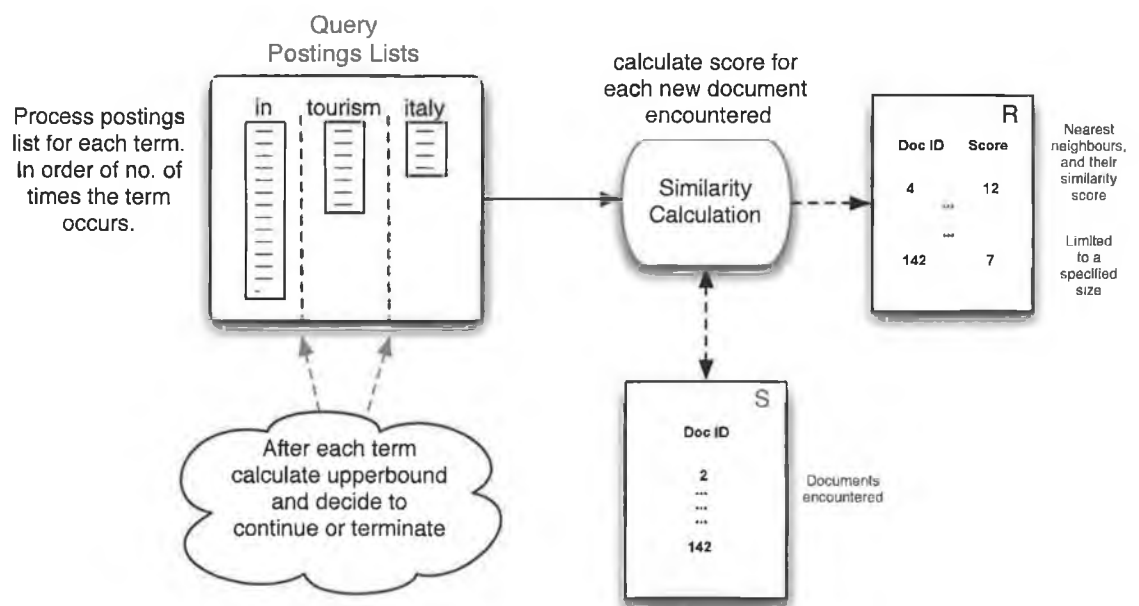 Query
Postings Lists
Process postings
list for each term.
In order of no. of
times the term
occurs.
in tourism italy
calculate score for
each new document
encountered
Similarity
Calculation
R
Doc ID Score
4 12
...
...
142 7
Nearest
neighbours,
and their
similarity
score
Limited
to a
specified
size
After each term
calculate upperbound
and decide to
continue or terminate
S
Doc ID
2
...
...
...
142
Documents
encountered